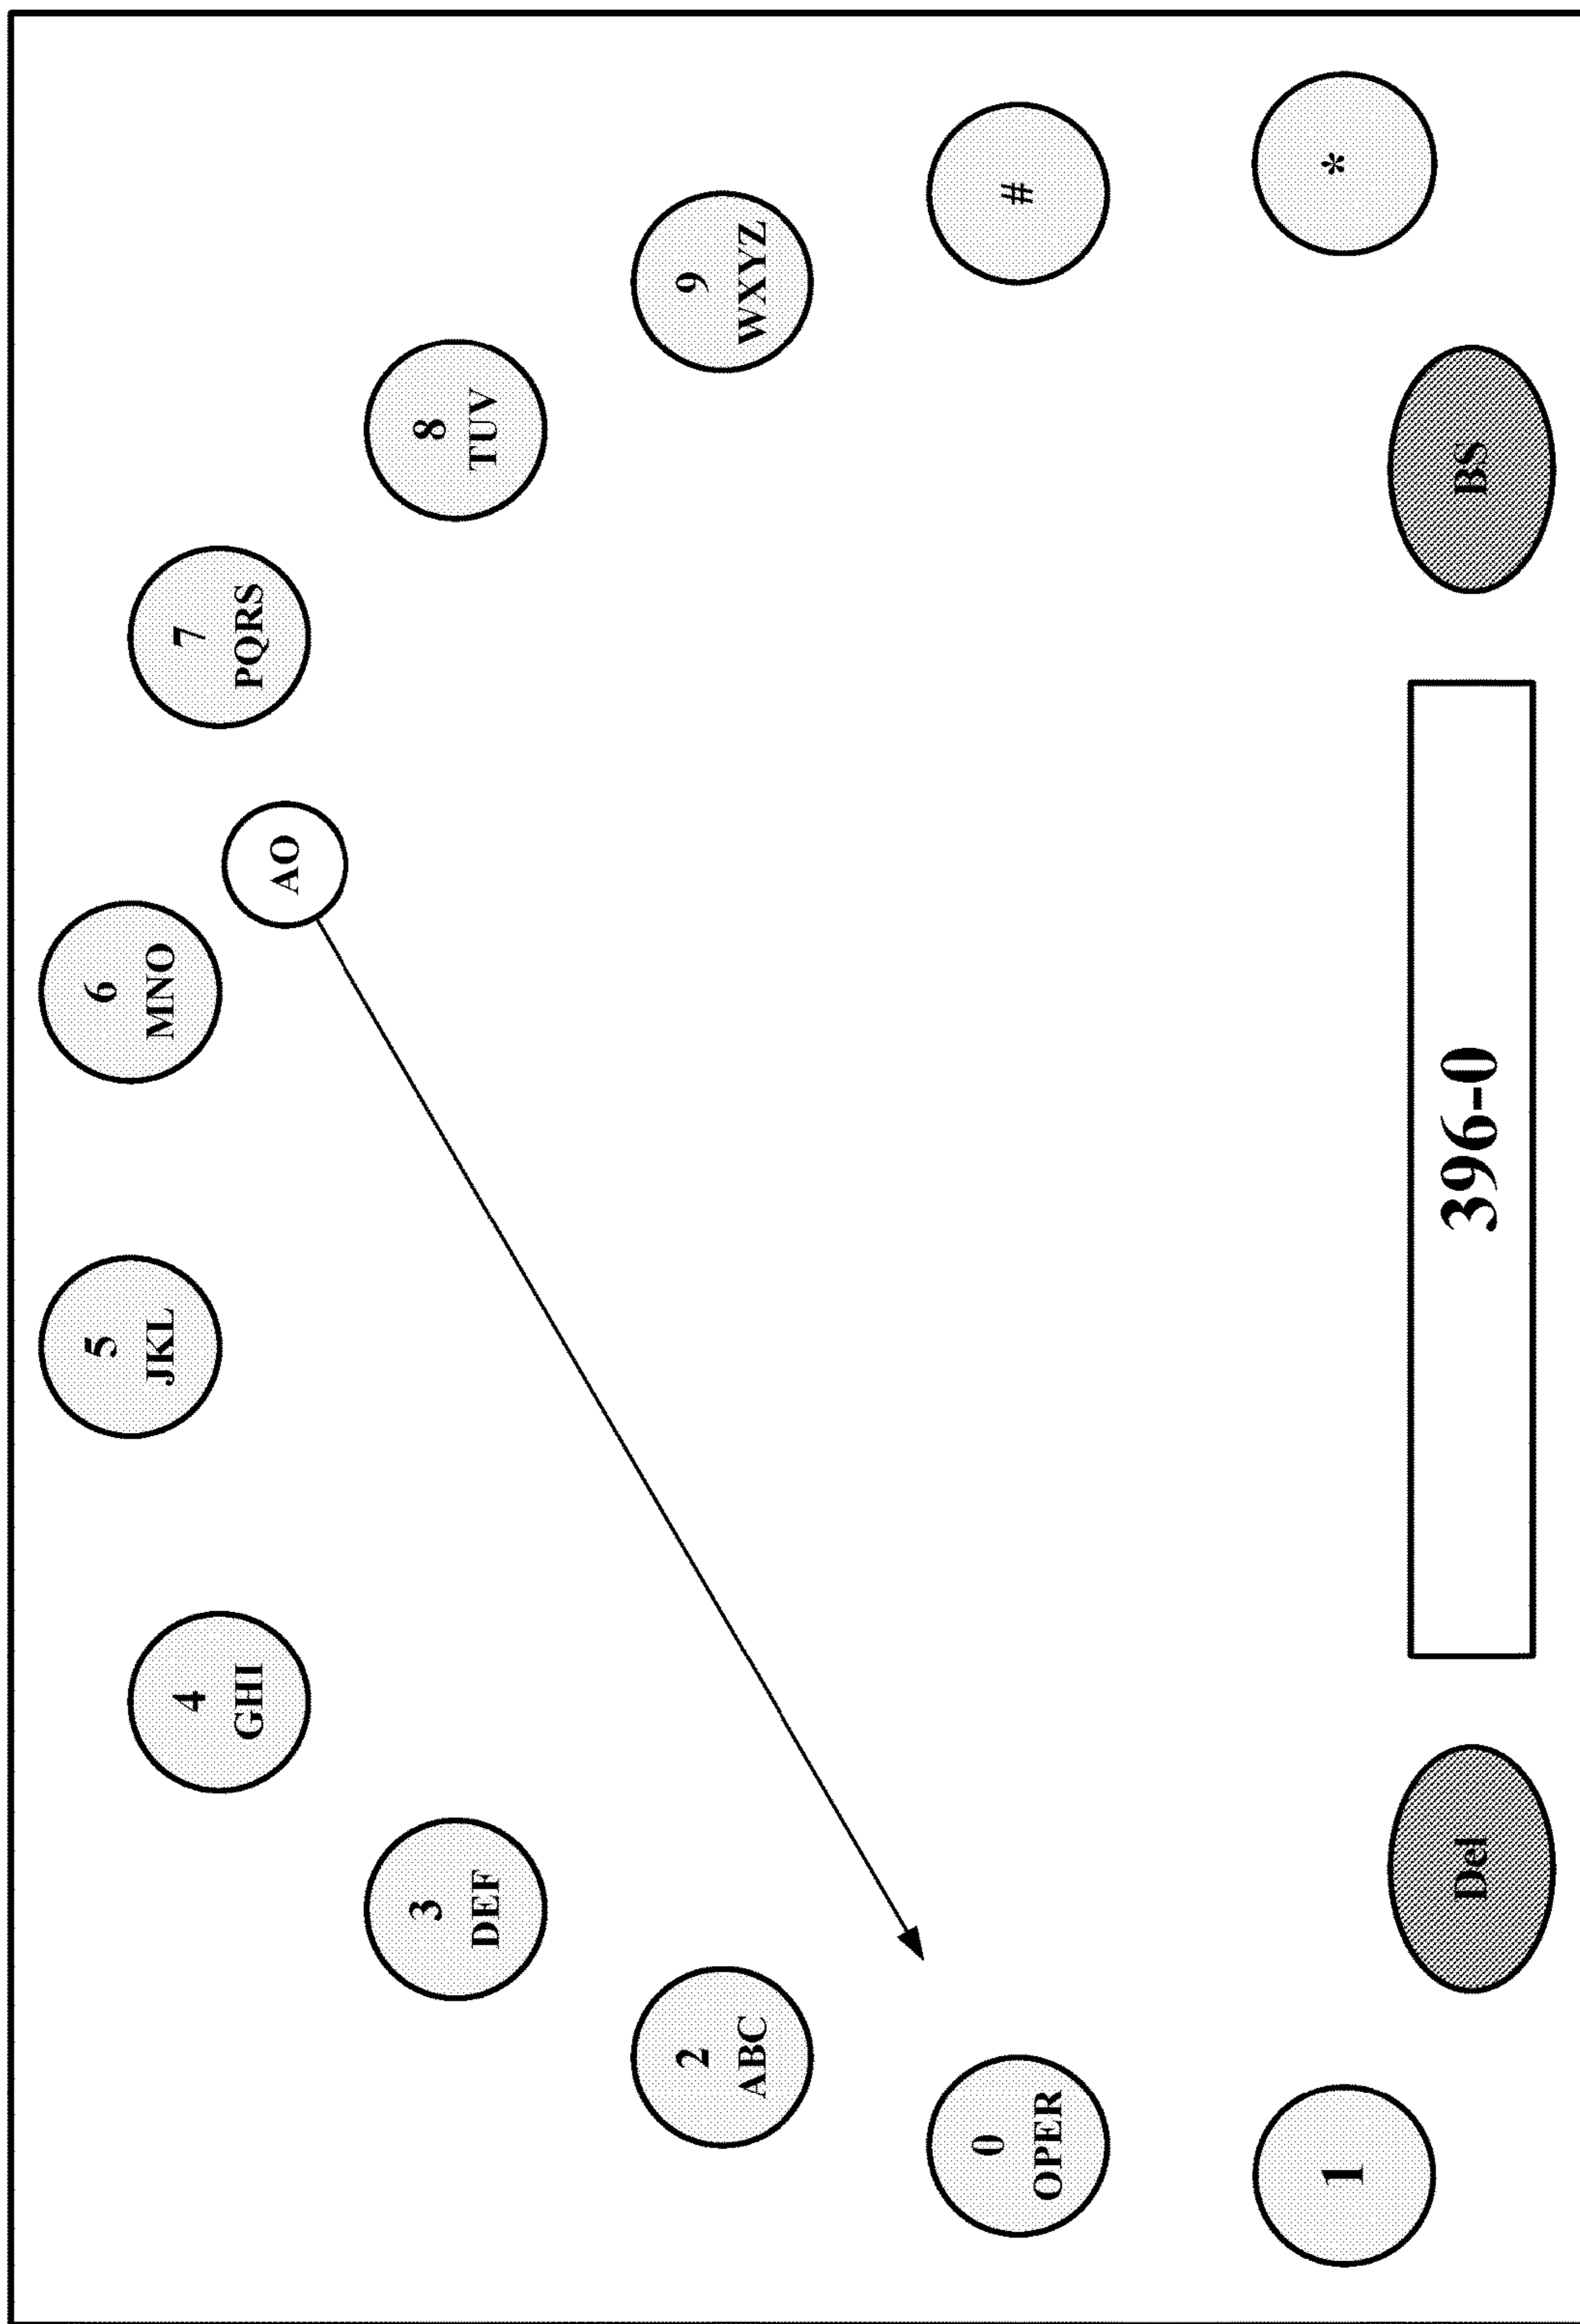 5
JKL
6
MNO
4
GHI
7
PQRS
AO
3
DEF
8
TUV
2
ABC
9
WXYZ
0
OPER
#
1
*
Del
396-0
BS